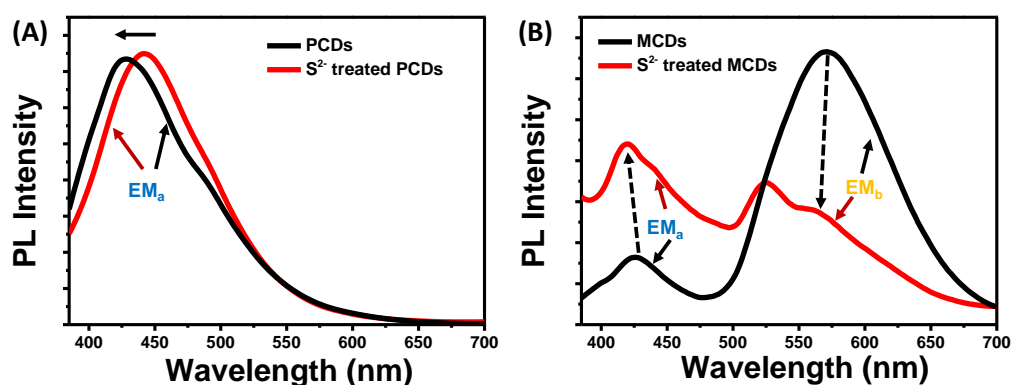 (A)
PCDs
S²⁻ treated PCDs
EMₐ
PL Intensity
400 450 500 550 600 650 700
Wavelength (nm)
(B)
MCDs
S²⁻ treated MCDs
EMₐ
EM_b
PL Intensity
400 450 500 550 600 650 700
Wavelength (nm)